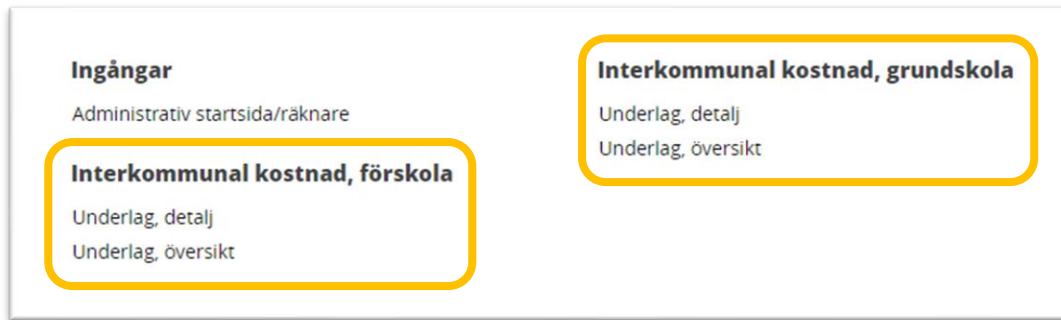 Ingångar
Administrativ startsida/räknare
Interkommunal kostnad, förskola
Underlag, detalj
Underlag, översikt
Interkommunal kostnad, grundskola
Underlag, detalj
Underlag, översikt